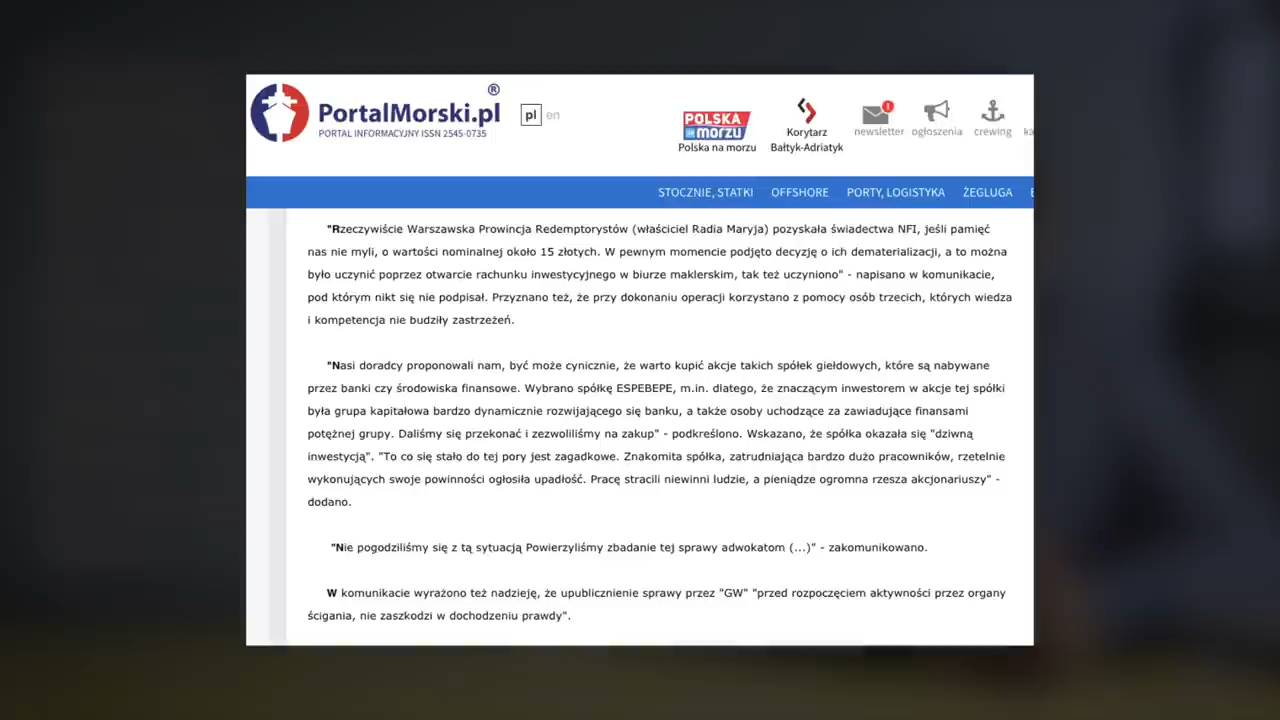 ®
PortalMorski.pl
PORTAL INFORMACYJNY ISSN 2545-0735
pl en
POLSKA
NA morzu
Polska na morzu
Korytarz
Bałtyk-Adriatyk
1
newsletter
ogłoszenia
crewing
STOCZNIE, STATKI OFFSHORE PORTY, LOGISTYKA ŻEGLUGA
"Rzeczywiście Warszawska Prowincja Redemptorystów (właściciel Radia Maryja) pozyskała świadectwa NFI, jeśli pamięć
nas nie myli, o wartości nominalnej około 15 złotych. W pewnym momencie podjęto decyzję o ich dematerializacji, a to można
było uczynić poprzez otwarcie rachunku inwestycyjnego w biurze maklerskim, tak też uczyniono" - napisano w komunikacie,
pod którym nikt się nie podpisał. Przyznano też, że przy dokonaniu operacji korzystano z pomocy osób trzecich, których wiedza
i kompetencja nie budziły zastrzeżeń.
"Nasi doradcy proponowali nam, być może cynicznie, że warto kupić akcje takich spółek giełdowych, które są nabywane
przez banki czy środowiska finansowe. Wybrano spółkę ESPEBEPE, m.in. dlatego, że znaczącym inwestorem w akcje tej spółki
była grupa kapitałowa bardzo dynamicznie rozwijającego się banku, a także osoby uchodzące za zawiadujące finansami
potężnej grupy. Daliśmy się przekonać i zezwoliliśmy na zakup" - podkreślono. Wskazano, że spółka okazała się "dziwną
inwestycją". "To co się stało do tej pory jest zagadkowe. Znakomita spółka, zatrudniająca bardzo dużo pracowników, rzetelnie
wykonujących swoje powinności ogłosiła upadłość. Pracę stracili niewinni ludzie, a pieniądze ogromna rzesza akcjonariuszy" -
dodano.
"Nie pogodziliśmy się z tą sytuacją Powierzyliśmy zbadanie tej sprawy adwokatom (...)" - zakomunikowano.
W komunikacie wyrażono też nadzieję, że upublicznienie sprawy przez "GW" "przed rozpoczęciem aktywności przez organy
ścigania, nie zaszkodzi w dochodzeniu prawdy".